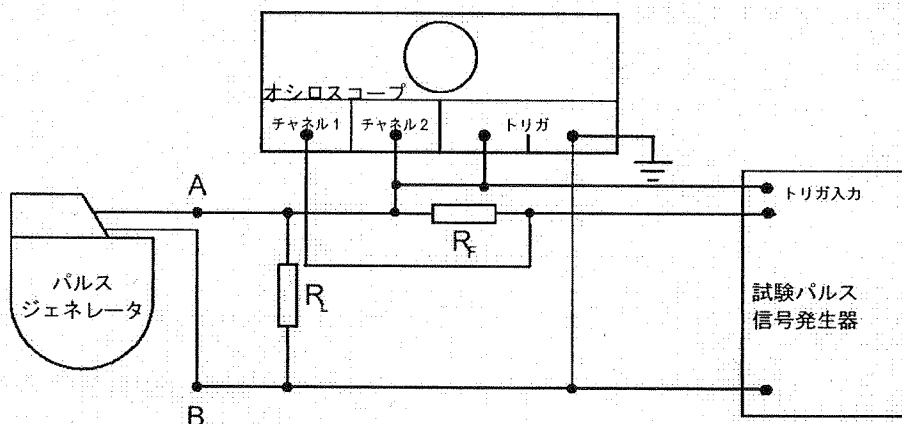 オシロスコープ
チャネル1
チャネル2
トリガ
A
トリガ入力
R_F
パルス
ジェネレータ
R_L
試験パルス
信号発生器
B